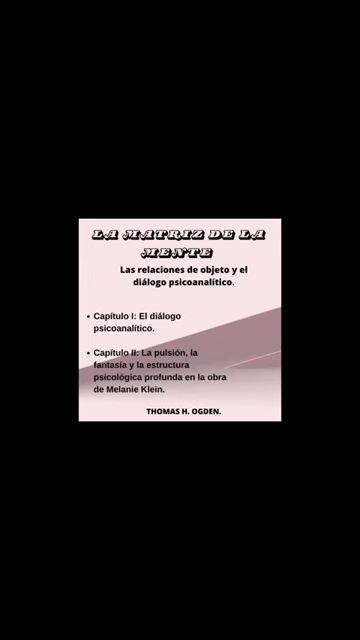 LA MATRIZ DE LA
MENTE
Las relaciones de objeto y el
diálogo psicoanalítico.
• Capítulo I: El diálogo
psicoanalítico.
• Capítulo II: La pulsión, la
fantasía y la estructura
psicológica profunda en la obra
de Melanie Klein.
THOMAS H. OGDEN.